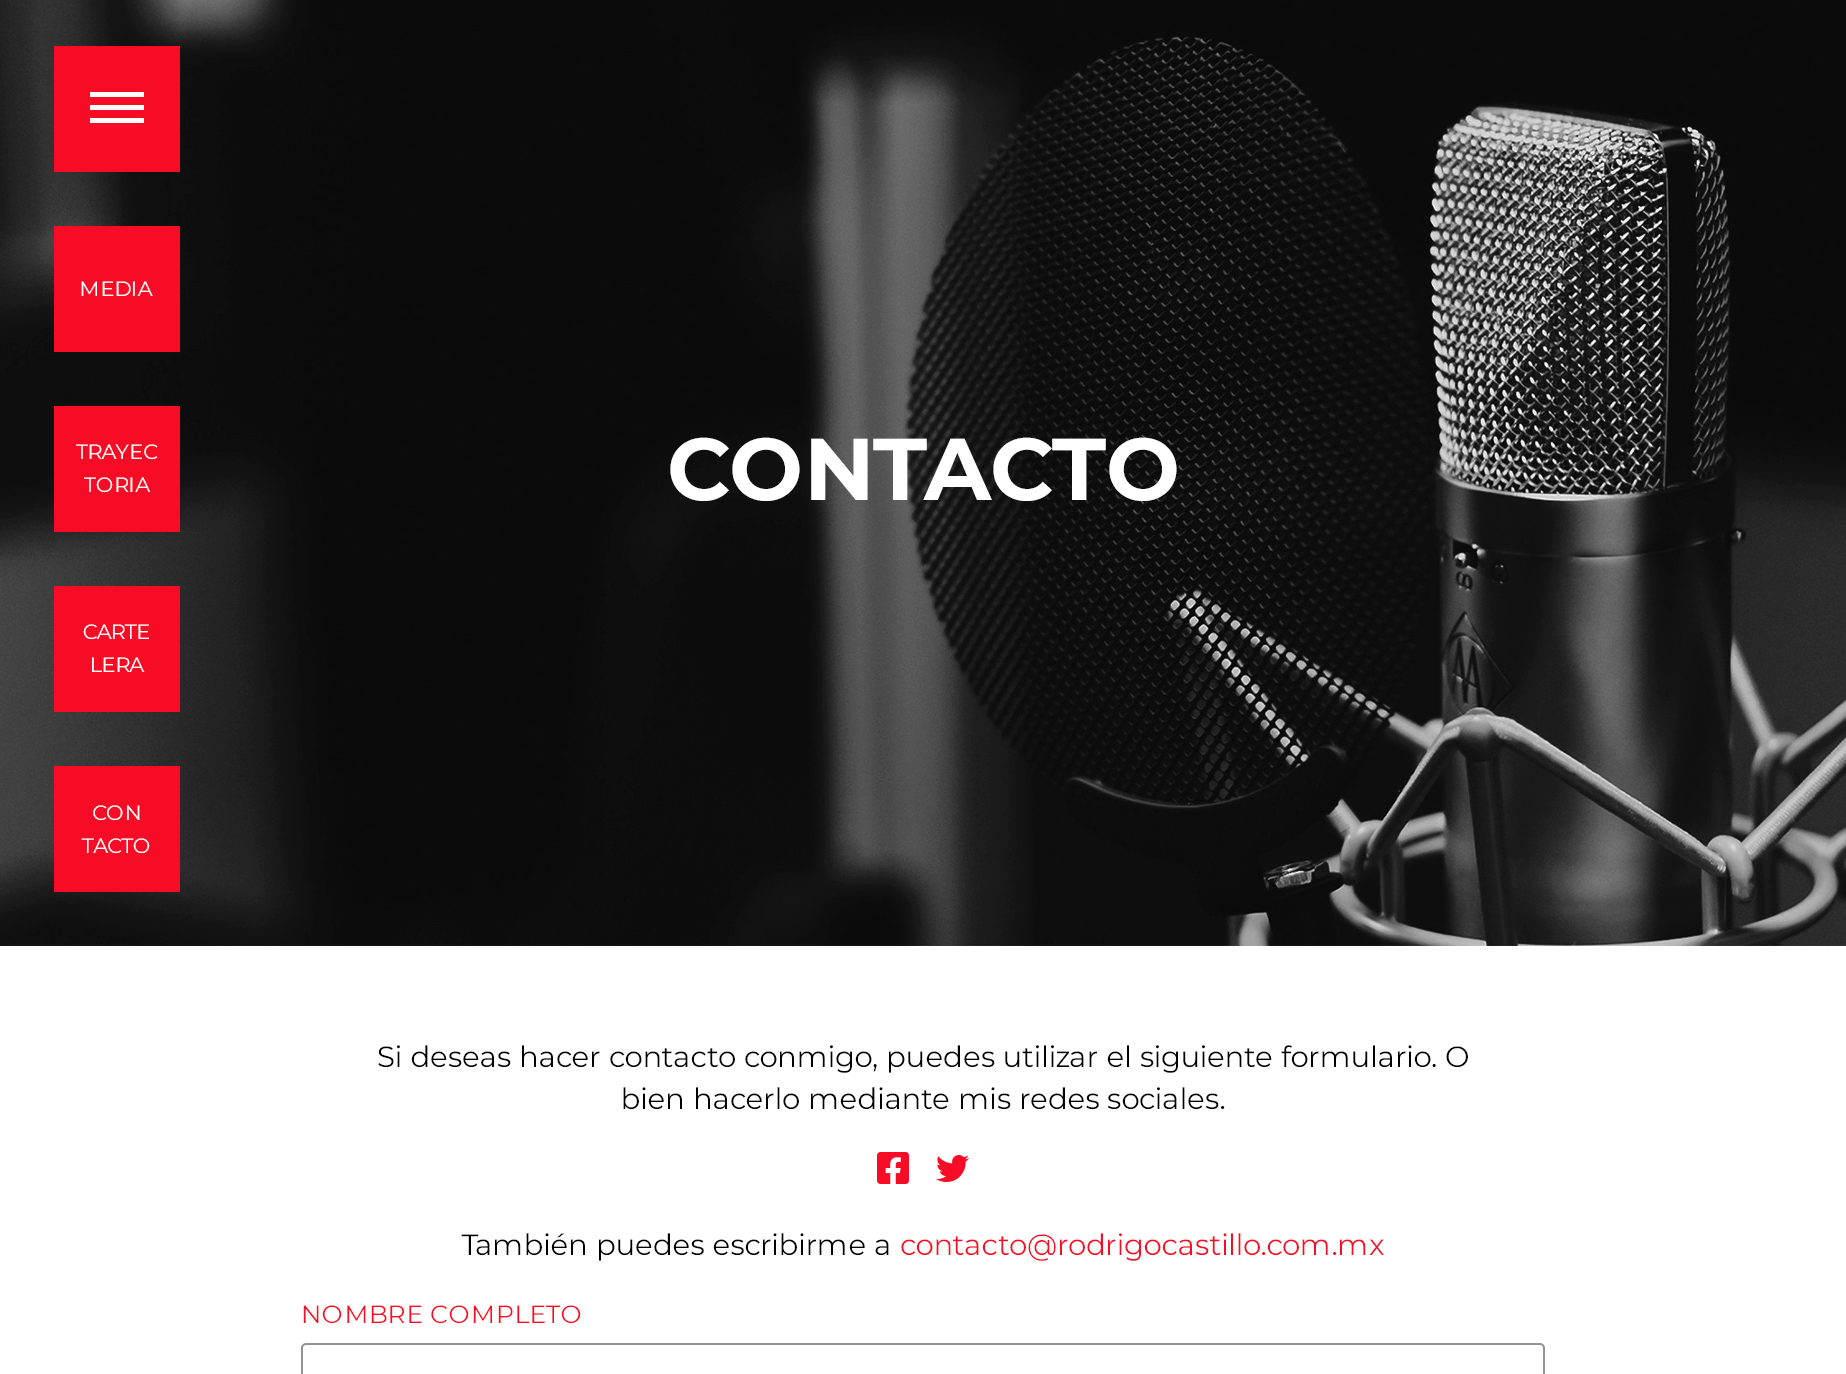 MEDIA
TRAYEC
TORIA
CARTE
LERA
CON
TACTO
CONTACTO
Si deseas hacer contacto conmigo, puedes utilizar el siguiente formulario. O
bien hacerlo mediante mis redes sociales.
También puedes escribirme a contacto@rodrigocastillo.com.mx
NOMBRE COMPLETO